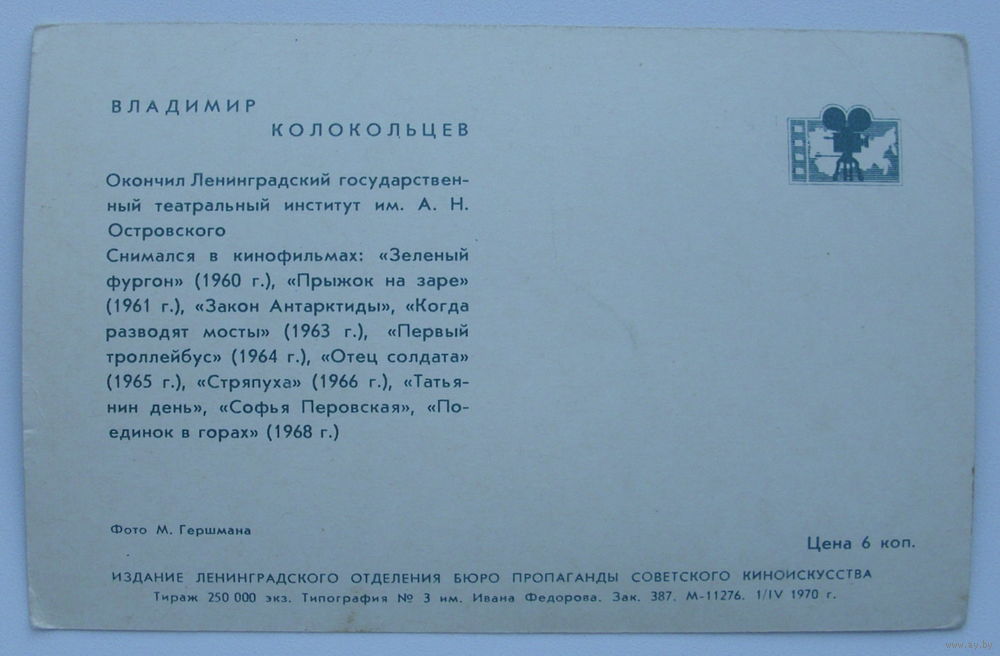 ВЛАДИМИР
КОЛОКОЛЬЦЕВ
Окончил Ленинградский государствен-
ный театральный институт им. А. Н.
Островского
Снимался в кинофильмах: «Зеленый
фургон» (1960 г.), «Прыжок на заре»
(1961 г.), «Закон Антарктиды», «Когда
разводят мосты» (1963 г.), «Первый
троллейбус» (1964 г.), «Отец солдата»
(1965 г.), «Стряпуха» (1966 г.), «Татья-
нин день», «Софья Перовская», «По-
единок в горах» (1968 г.)
Фото М. Гершмана
Цена 6 коп.
ИЗДАНИЕ ЛЕНИНГРАДСКОГО ОТДЕЛЕНИЯ БЮРО ПРОПАГАНДЫ СОВЕТСКОГО КИНОИСКУССТВА
Тираж 250 000 экз. Типография № 3 им. Ивана Федорова. Зак. 387. М-11276. 1/IV 1970 г.
www.ay.by